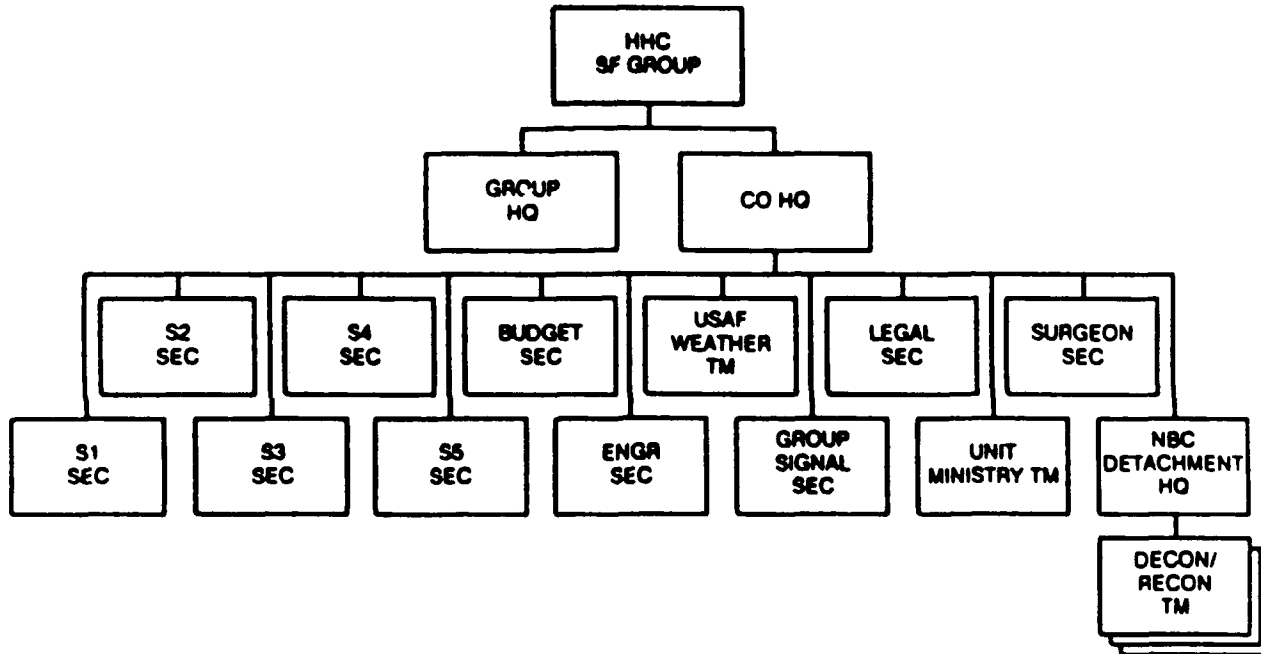 HHC
SF GROUP
GROUP
HQ
CO HQ
S2
SEC
S4
SEC
BUDGET
SEC
USAF
WEATHER
TM
LEGAL
SEC
SURGEON
SEC
S1
SEC
S3
SEC
S5
SEC
ENGR
SEC
GROUP
SIGNAL
SEC
UNIT
MINISTRY TM
NBC
DETACHMENT
HQ
DECON/
RECON
TM